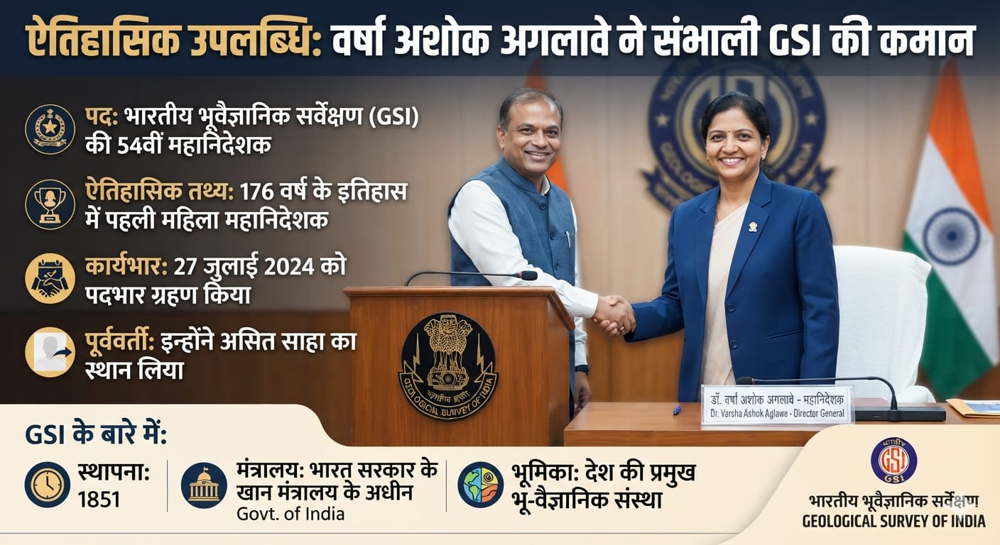 ऐतिहासिक उपलब्धि: वर्षा अशोक अगलावे ने संभाली GSI की कमान
पद: भारतीय भूवैज्ञानिक सर्वेक्षण (GSI)
की 54वीं महानिदेशक
ऐतिहासिक तथ्य: 176 वर्ष के इतिहास
में पहली महिला महानिदेशक
कार्यभार: 27 जुलाई 2024 को
पदभार ग्रहण किया
पूर्ववर्ती: इन्होंने असित साहा का
स्थान लिया
GEOLOGICAL INDIA
GEOLOGICAL SURVEY OF INDIA
डॉ. वर्षा अशोक अगलावे - महानिदेशक
Dr. Varsha Ashok Aglawe - Director General
GSI के बारे में:
स्थापना:
1851
मंत्रालय: भारत सरकार के
खान मंत्रालय के अधीन
Govt. of India
भूमिका: देश की प्रमुख
भू-वैज्ञानिक संस्था
GSI
GSI
भारतीय भूवैज्ञानिक सर्वेक्षण
GEOLOGICAL SURVEY OF INDIA